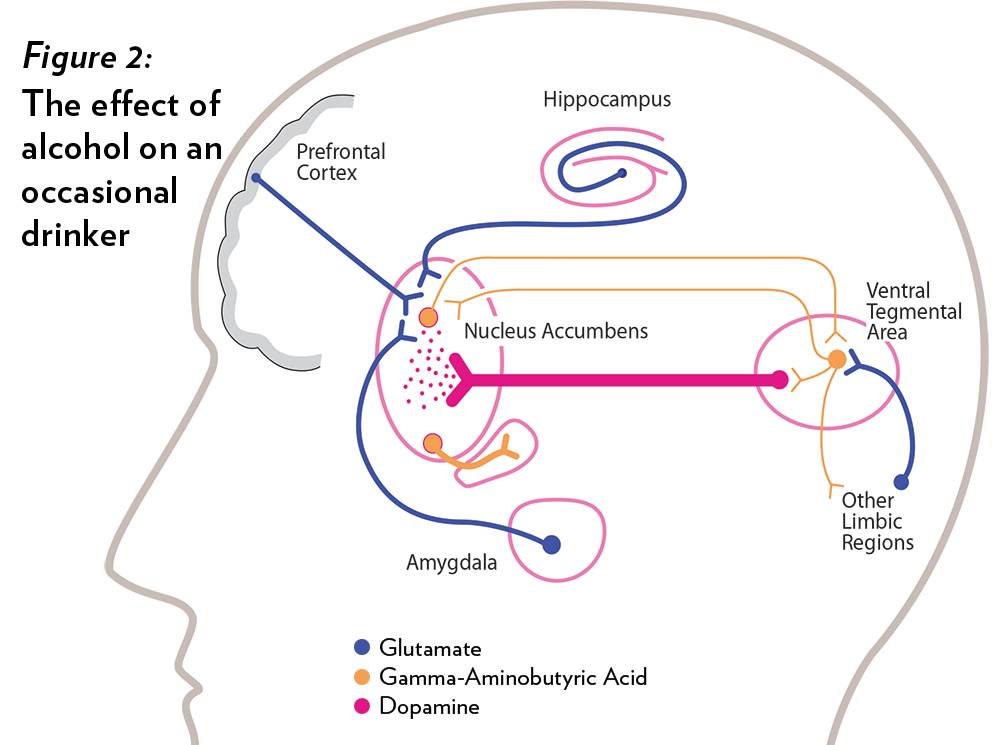 Figure 2:
The effect of
alcohol on an
occasional
drinker
Prefrontal
Cortex
Hippocampus
Nucleus Accumbens
Ventral
Tegmental
Area
Other
Limbic
Regions
Amygdala
Glutamate
Gamma-Aminobutyric Acid
Dopamine